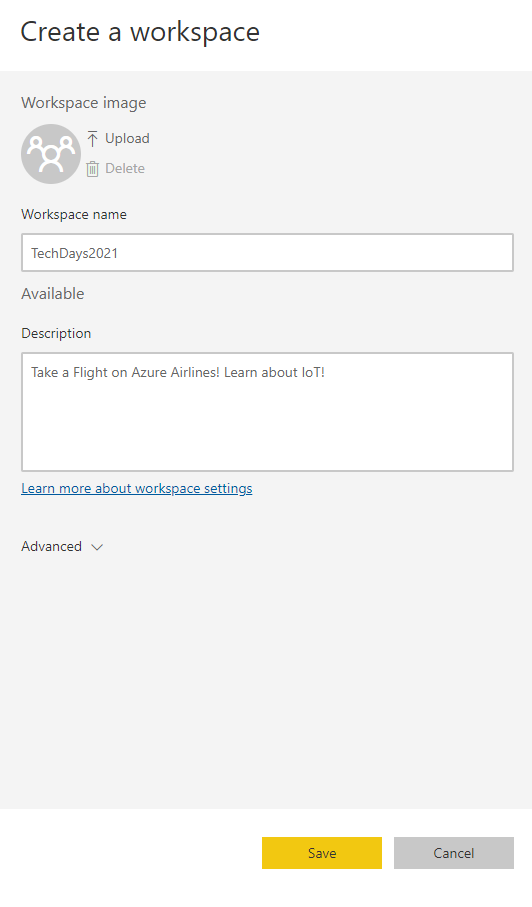 Create a workspace
Workspace image
Upload
Delete
Workspace name
TechDays2021
Available
Description
Take a Flight on Azure Airlines! Learn about IoT!
Learn more about workspace settings
Advanced
Save
Cancel